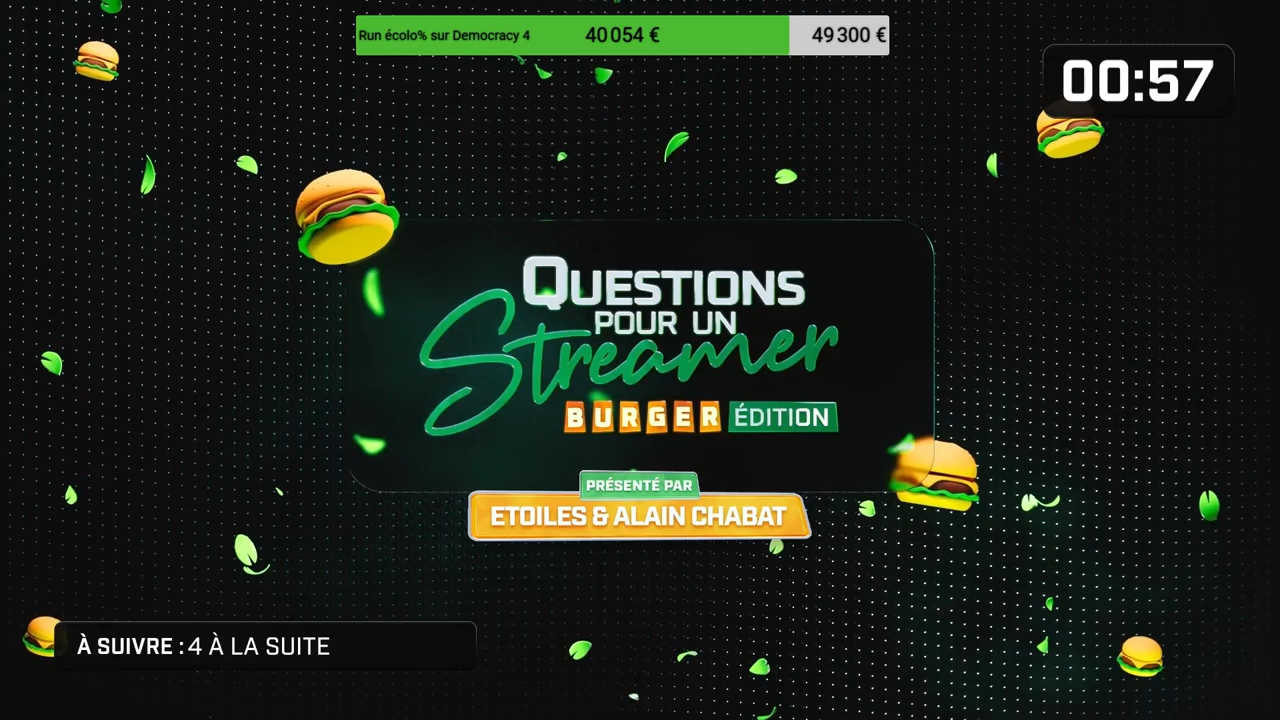 Run écolo% sur Democracy 4 40 054 € 49 300 €
00:57
QUESTIONS
POUR UN
Streamer
BURGER ÉDITION
PRÉSENTÉ PAR
ETOILES & ALAIN CHABAT
À SUIVRE : 4 À LA SUITE